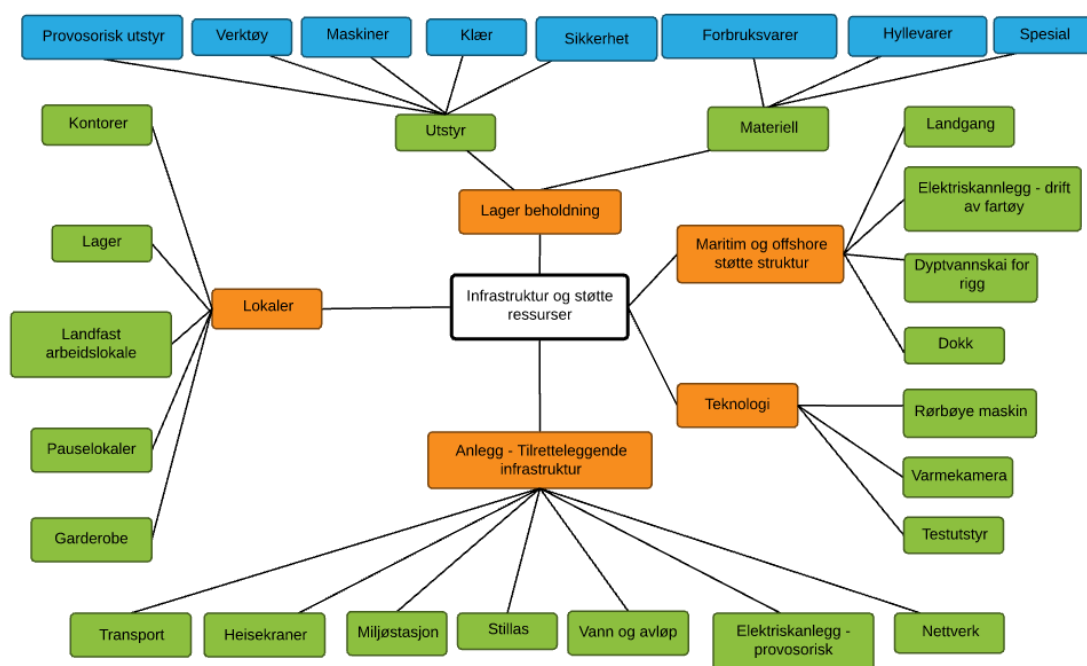 Provosorisk utstyr
Verktøy
Maskiner
Klær
Sikkerhet
Forbruksvarer
Hyllevarer
Spesial
Kontorer
Utstyr
Materiell
Landgang
Elektriskannlegg - drift
av fartøy
Lager beholdning
Lager
Maritim og offshore
støtte struktur
Dyptvannskai for
rigg
Lokaler
Infrastruktur og støtte
ressurser
Landfast
arbeidslokale
Dokk
Teknologi
Rørbøye maskin
Pauselokaler
Anlegg - Tilretteleggende
infrastruktur
Varmekamera
Garderobe
Testutstyr
Transport
Heisekraner
Miljøstasjon
Stillas
Vann og avløp
Elektriskanlegg -
provosorisk
Nettverk